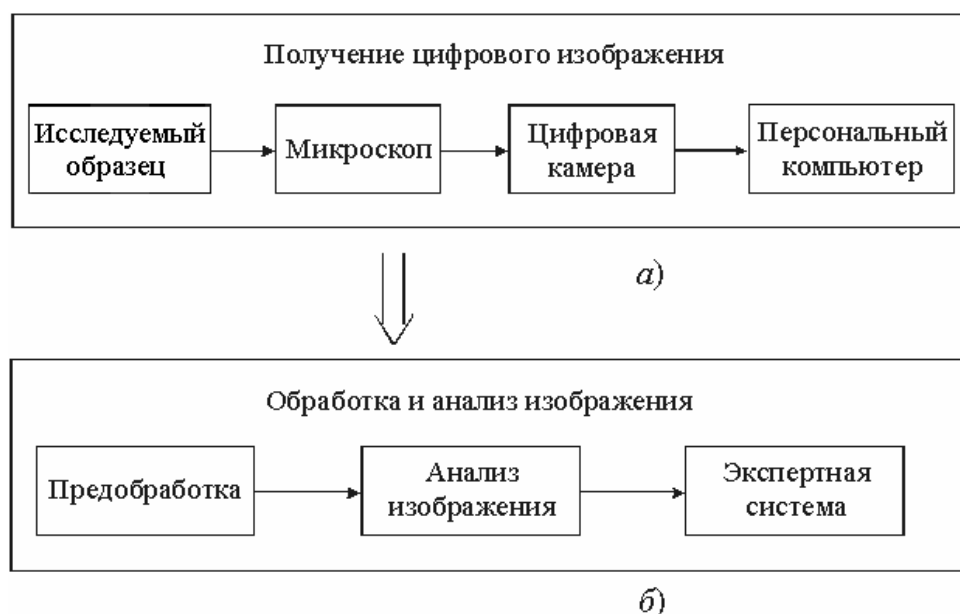 Получение цифрового изображения
Исследуемый
образец
Микроскоп
Цифровая
камера
Персональный
компьютер
а)
Обработка и анализ изображения
Предобработка
Анализ
изображения
Экспертная
система
б)